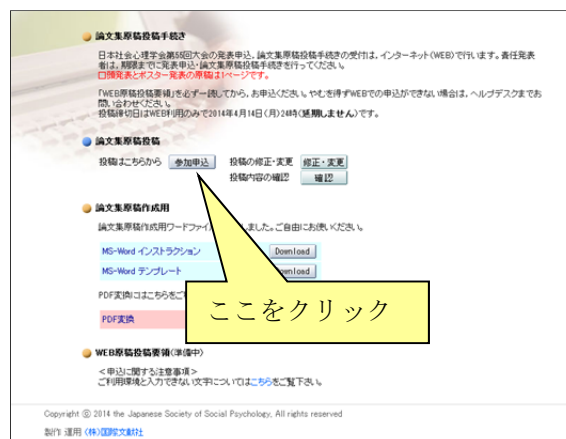 論文集原稿投稿手続き
日本社会心理学会第55回大会の発表申込、論文集原稿投稿手続きの受付は、インターネット(WEB)で行います。責任発表
者は、期限までに発表申込・論文集原稿投稿手続きを行ってください。
口頭発表とポスター発表の原稿は1ページです。
「WEB原稿投稿要領」を必ず一読してから、お申込ください。やむを得ずWEBでの申込ができない場合は、ヘルプデスクまでお
問い合わせください。
投稿締切日はWEB利用のみで2014年4月14日(月)24時(延期しません)です。
論文集原稿投稿
投稿はこちらから 参加申込 投稿の修正・変更 修正・変更
投稿内容の確認 確認
論文集原稿作成用
論文集原稿作成用ワードファイ しました。ご自由にお使いください。
MS-Word インストラクション Download
MS-Word テンプレート Download
PDF変換にはこちらをご
PDF変換
ここをクリック
WEB原稿投稿要領(準備中)
<申込に関する注意事項>
ご利用環境と入力できない文字についてはこちらをご覧下さい。
Copyright © 2014 the Japanese Society of Social Psychology, All rights reserved
製作 運用 (株)国際文献社